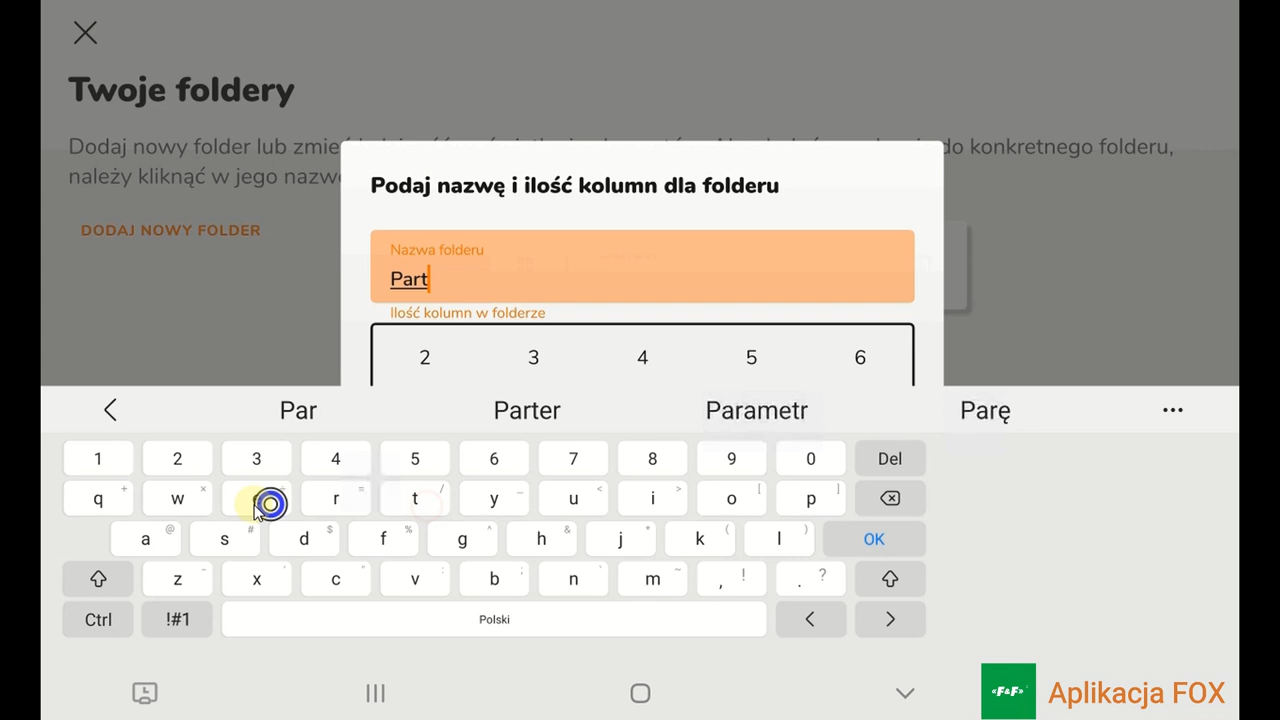 Twoje foldery
Dodaj nowy folder lub do konkretnego folderu,
należy kliknąć w jego nazwę
DODAJ NOWY FOLDER
Podaj nazwę i ilość kolumn dla folderu
Nazwa folderu
Part
Ilość kolumn w folderze
2 3 4 5 6
Par Parter Parametr Parę
1 2 3 4 5 6 7 8 9 0 Del
q + w × r = t / y _ u < i > o [ p ]
a @ s # d $ f % g ^ h & j * k ( l ) OK
z - x ' c " v : b ; n ` m ~ , ! . ?
Ctrl !#1 Polski < >
«F&F» Aplikacja FOX